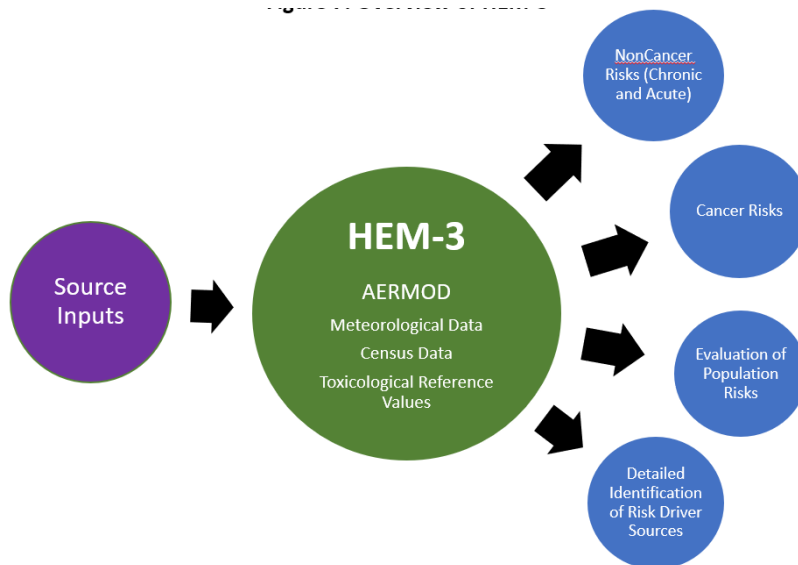 Source
Inputs
HEM-3
AERMOD
Meteorological Data
Census Data
Toxicological Reference
Values
NonCancer
Risks (Chronic
and Acute)
Cancer Risks
Evaluation of
Population
Risks
Detailed
Identification
of Risk Driver
Sources